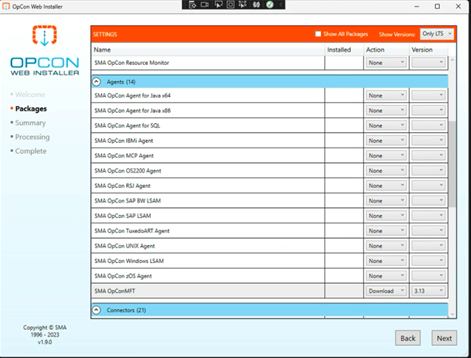 OpCon Web Installer
OPCON
WEB INSTALLER
Welcome
Packages
Summary
Processing
Complete
Copyright © SMA
1996 - 2023
v1.9.0
SETTINGS
Show All Packages
Show Versions: Only LTS
Name Installed Action Version
SMA OpCon Resource Monitor None
Agents (14)
SMA OpCon Agent for Java x64 None
SMA OpCon Agent for Java x86 None
SMA OpCon Agent for SQL None
SMA OpCon IBMi Agent None
SMA OpCon MCP Agent None
SMA OpCon OS2200 Agent None
SMA OpCon RSJ Agent None
SMA OpCon SAP BW LSAM None
SMA OpCon SAP LSAM None
SMA OpCon TuxedoART Agent None
SMA OpCon UNIX Agent None
SMA OpCon Windows LSAM None
SMA OpCon zOS Agent None
SMA OpConMFT Download 3.13
Connectors (21)
Back Next